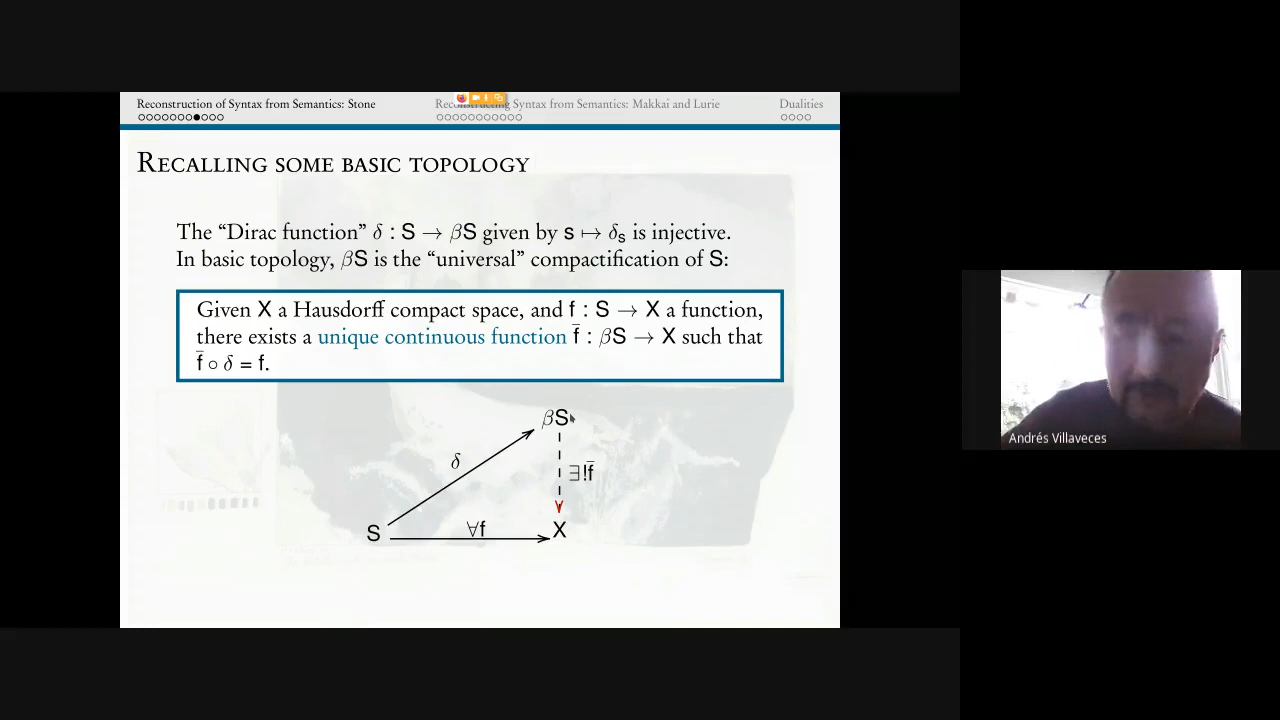 Reconstruction of Syntax from Semantics: Stone
Reconstructing Syntax from Semantics: Makkai and Lurie
Dualities
Recalling some basic topology
The “Dirac function” δ : S → βS given by s ↦ δₛ is injective.
In basic topology, βS is the “universal” compactification of S:
Given X a Hausdorff compact space, and f : S → X a function,
there exists a unique continuous function f̄ : βS → X such that
f̄ ∘ δ = f.
βS
δ
∃!f̄
S
∀f
X
Andrés Villaveces